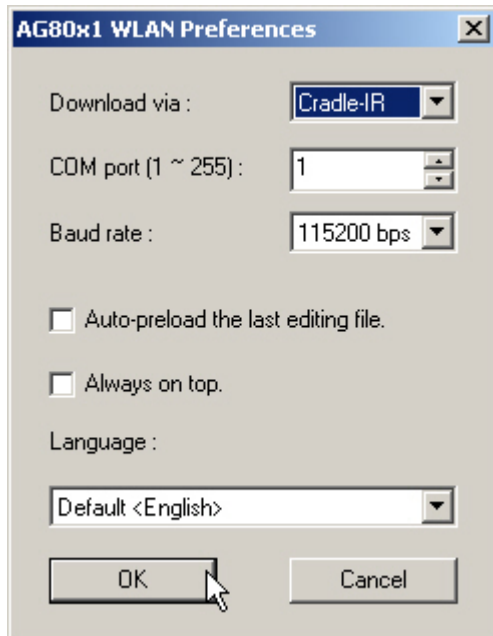 AG80x1 WLAN Preferences
Download via : Cradle-IR
COM port (1 ~ 255) : 1
Baud rate : 115200 bps
Auto-preload the last editing file.
Always on top.
Language :
Default <English>
OK Cancel